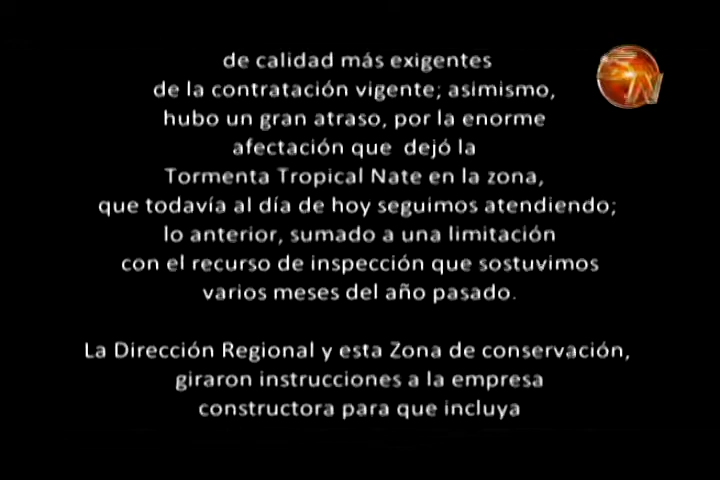 de calidad más exigentes
de la contratación vigente; asimismo,
hubo un gran atraso, por la enorme
afectación que dejó la
Tormenta Tropical Nate en la zona,
que todavía al día de hoy seguimos atendiendo;
lo anterior, sumado a una limitación
con el recurso de inspección que sostuvimos
varios meses del año pasado.
La Dirección Regional y esta Zona de conservación,
giraron instrucciones a la empresa
constructora para que incluya